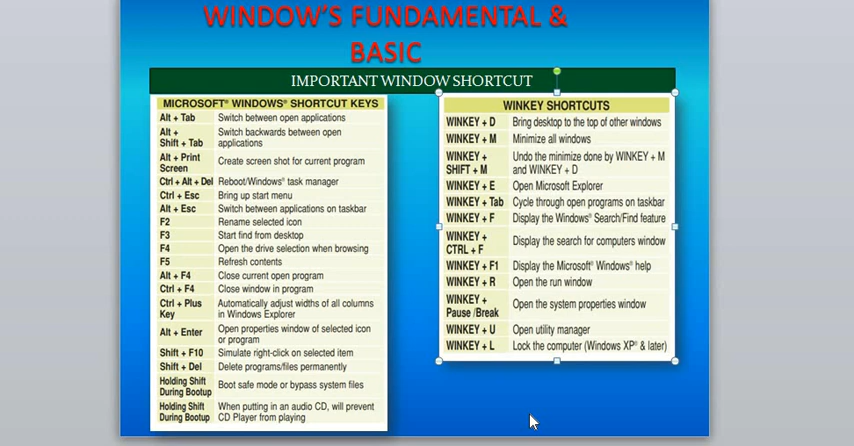 WINDOW'S FUNDAMENTAL &
BASIC
IMPORTANT WINDOW SHORTCUT
MICROSOFT® WINDOWS® SHORTCUT KEYS
Alt + Tab Switch between open applications
Alt + Shift + Tab Switch backwards between open applications
Alt + Print Screen Create screen shot for current program
Ctrl + Alt + Del Reboot/Windows® task manager
Ctrl + Esc Bring up start menu
Alt + Esc Switch between applications on taskbar
F2 Rename selected icon
F3 Start find from desktop
F4 Open the drive selection when browsing
F5 Refresh contents
Alt + F4 Close current open program
Ctrl + F4 Close window in program
Ctrl + Plus Key Automatically adjust widths of all columns in Windows Explorer
Alt + Enter Open properties window of selected icon or program
Shift + F10 Simulate right-click on selected item
Shift + Del Delete programs/files permanently
Holding Shift During Bootup Boot safe mode or bypass system files
Holding Shift During Bootup When putting in an audio CD, will prevent CD Player from playing
WINKEY SHORTCUTS
WINKEY + D Bring desktop to the top of other windows
WINKEY + M Minimize all windows
WINKEY + SHIFT + M Undo the minimize done by WINKEY + M and WINKEY + D
WINKEY + E Open Microsoft Explorer
WINKEY + Tab Cycle through open programs on taskbar
WINKEY + F Display the Windows® Search/Find feature
WINKEY + CTRL + F Display the search for computers window
WINKEY + F1 Display the Microsoft® Windows® help
WINKEY + R Open the run window
WINKEY + Pause /Break Open the system properties window
WINKEY + U Open utility manager
WINKEY + L Lock the computer (Windows XP® & later)